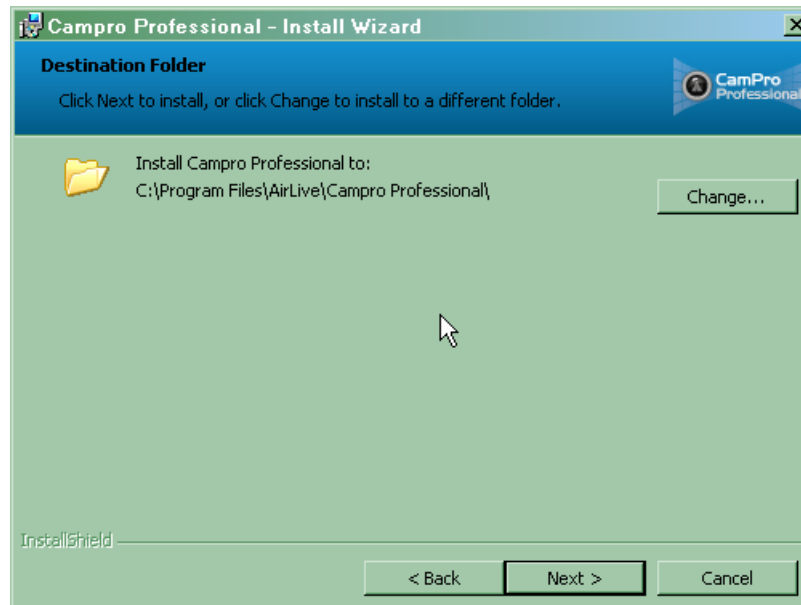 Campro Professional - Install Wizard
Destination Folder
Click Next to install, or click Change to install to a different folder.
CamPro
Professional
Install Campro Professional to:
C:\Program Files\AirLive\Campro Professional\
Change...
InstallShield
< Back
Next >
Cancel